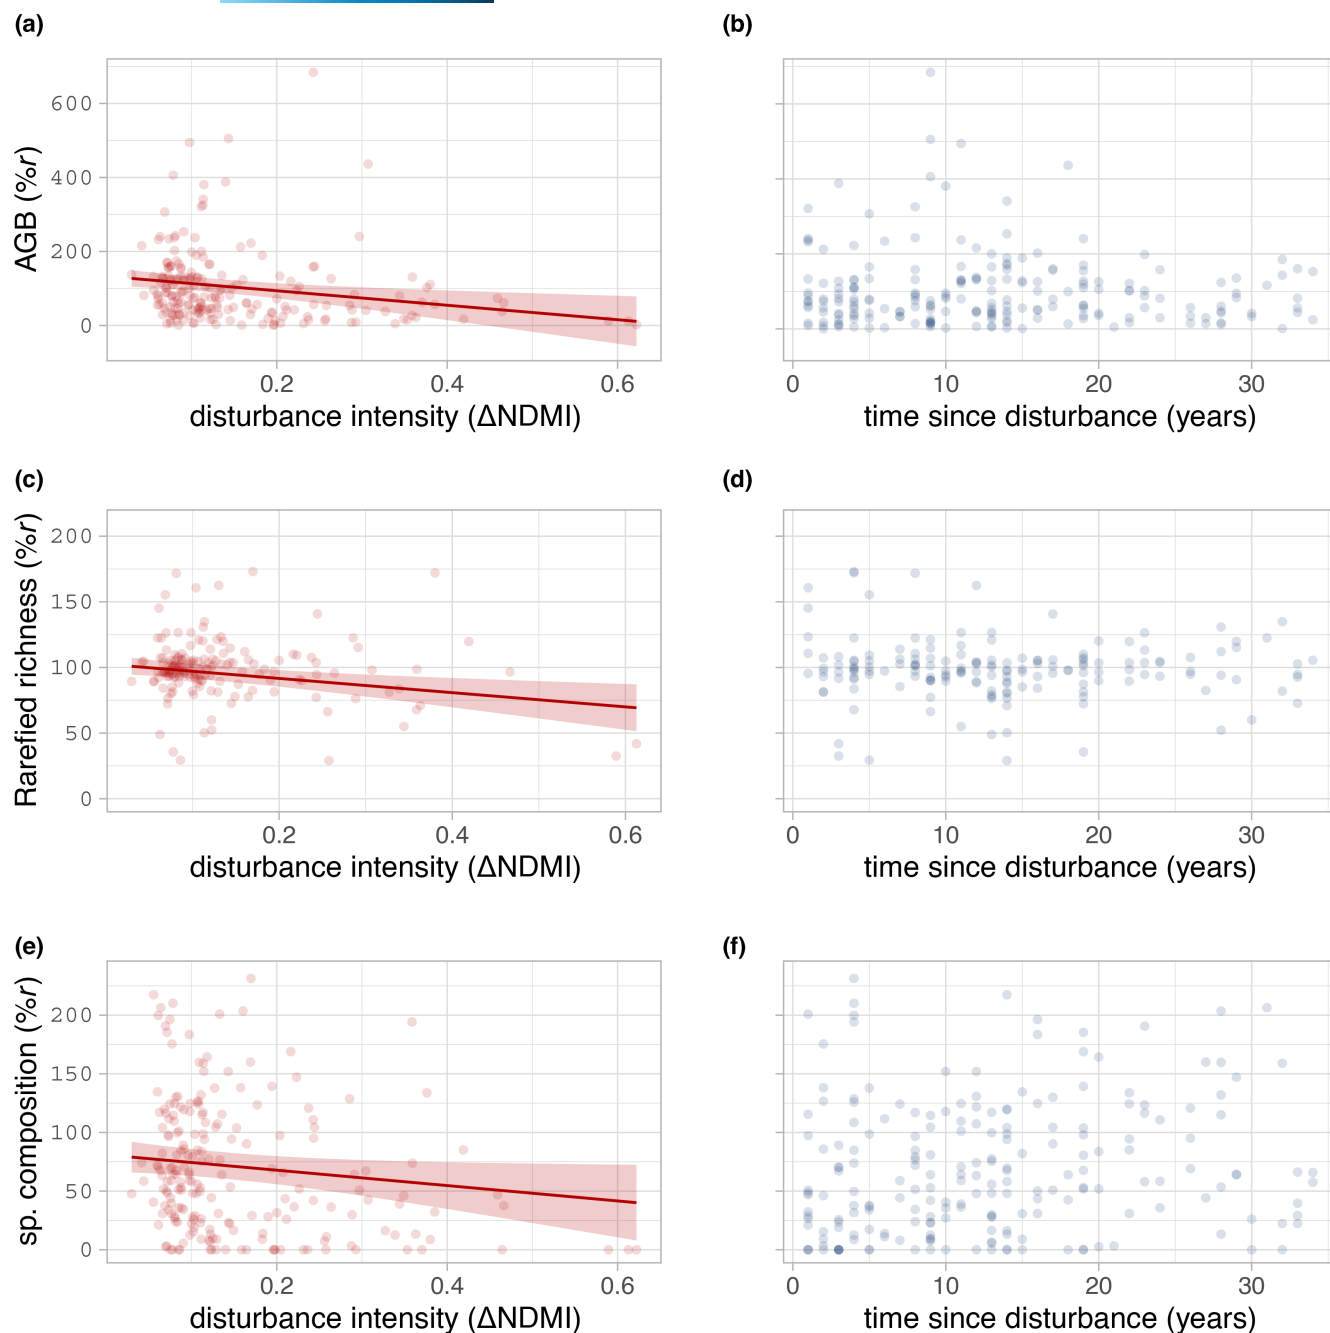 (a)
(b)
AGB (%r)
600
400
200
0
0.2
0.4
0.6
disturbance intensity (ΔNDMI)
0
10
20
30
time since disturbance (years)
(c)
(d)
Rarefied richness (%r)
200
150
100
50
0
0.2
0.4
0.6
disturbance intensity (ΔNDMI)
0
10
20
30
time since disturbance (years)
(e)
(f)
sp. composition (%r)
200
150
100
50
0
0.2
0.4
0.6
disturbance intensity (ΔNDMI)
0
10
20
30
time since disturbance (years)